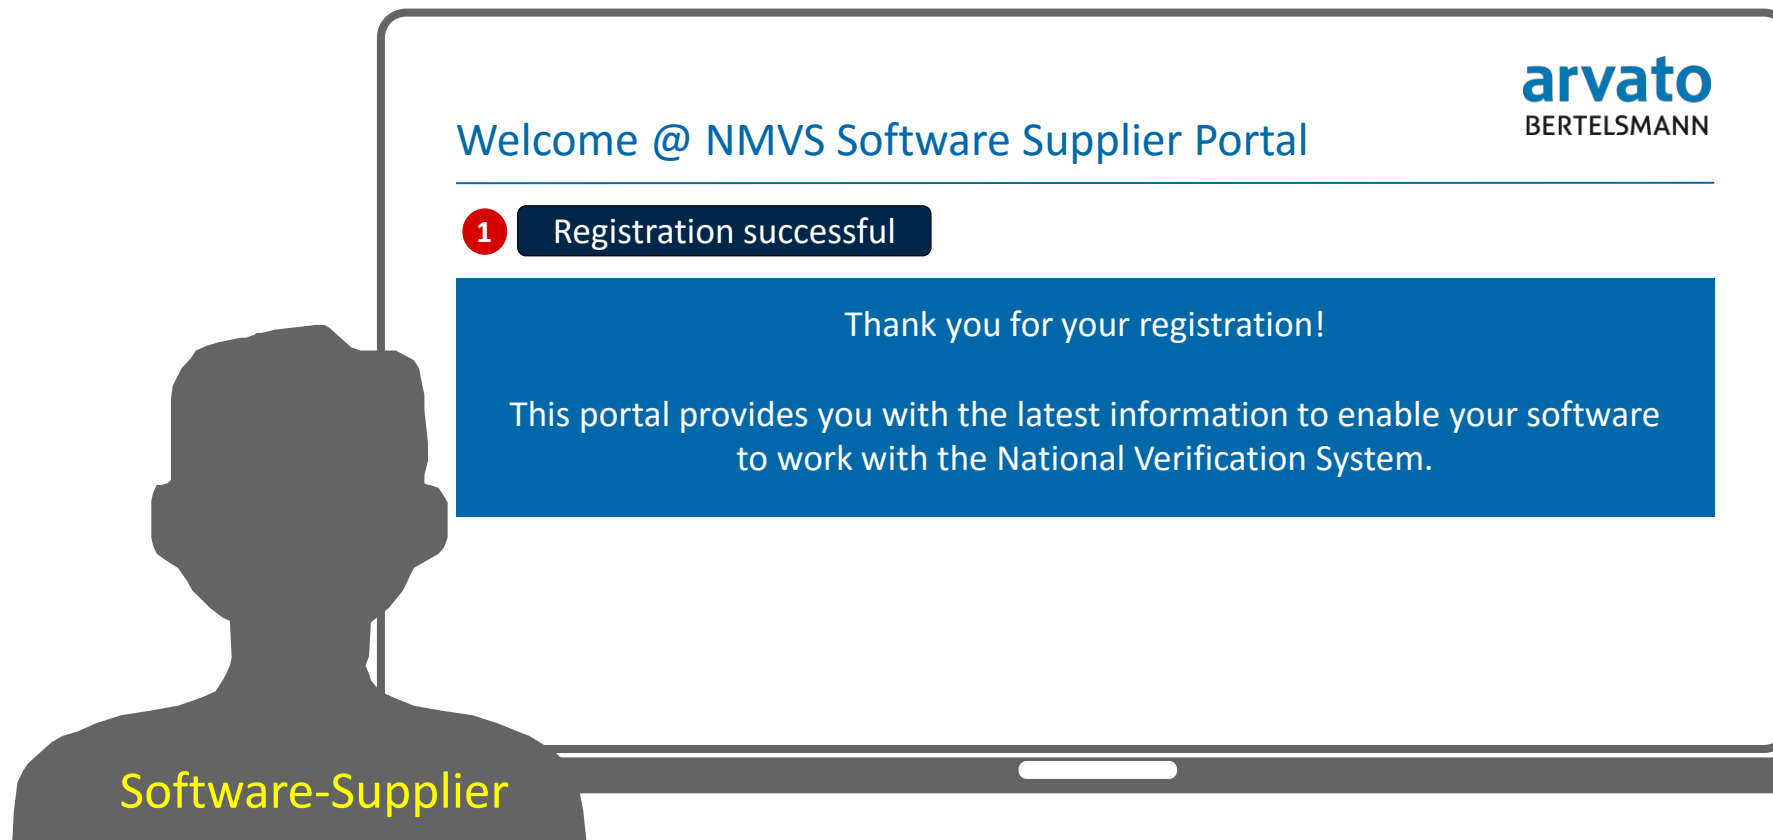 arvato
BERTELSMANN
Welcome @ NMVS Software Supplier Portal
1 Registration successful
Thank you for your registration!
This portal provides you with the latest information to enable your software
to work with the National Verification System.
Software-Supplier